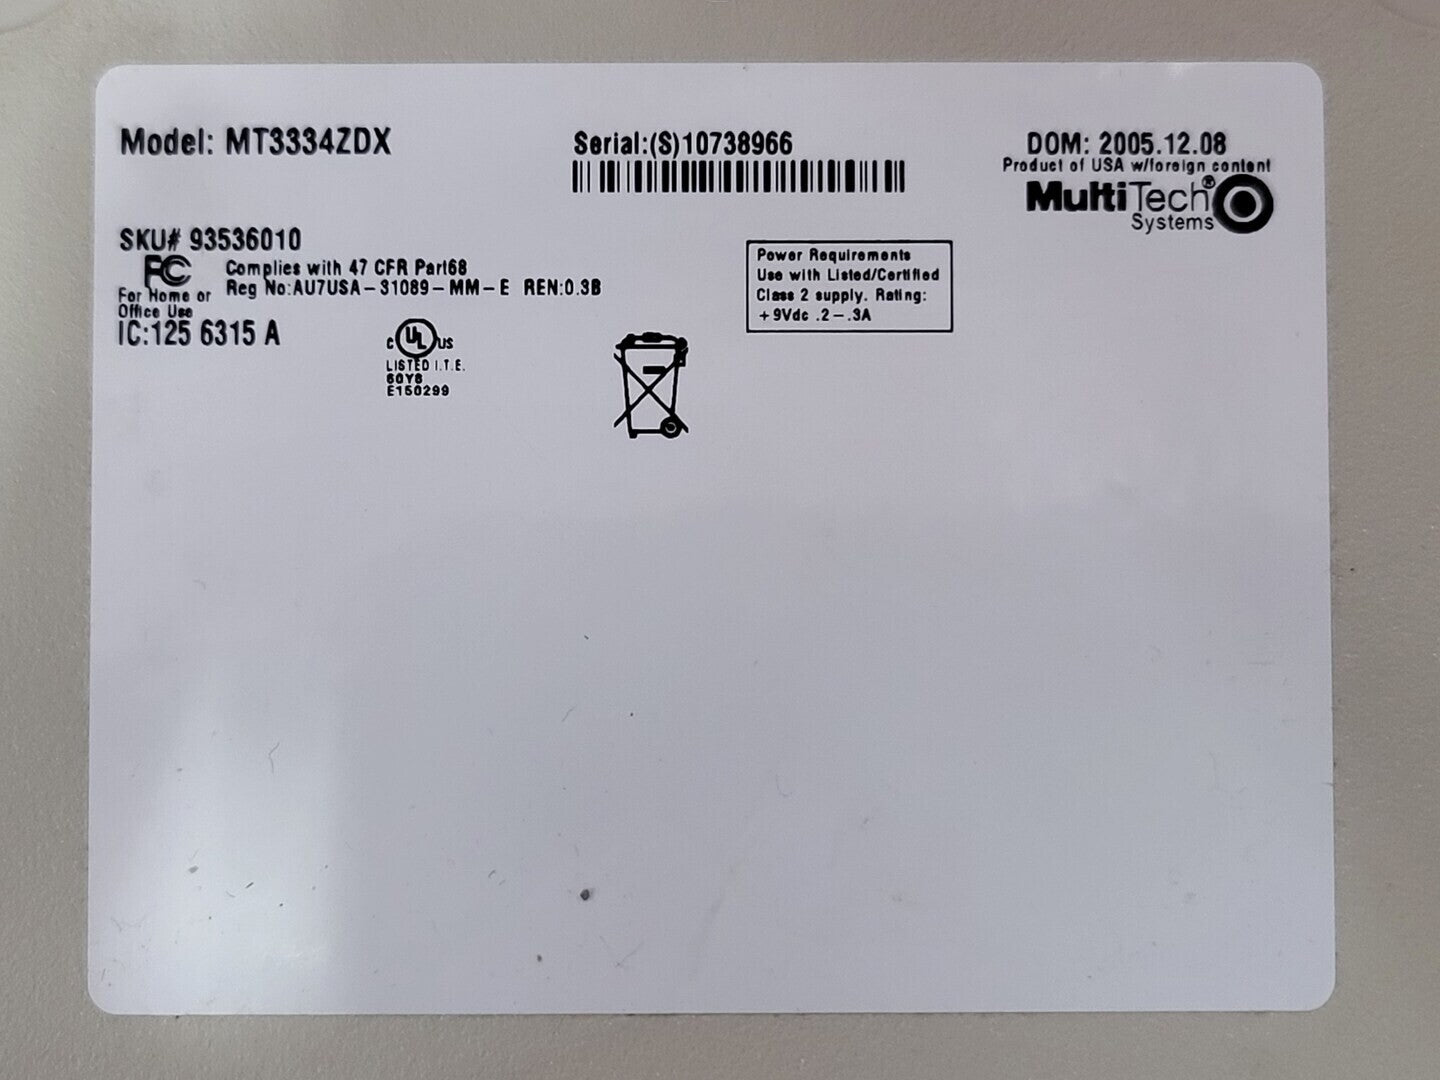 Model: MT3334ZDX
Serial:(S)10738966
DOM: 2005.12.08
Product of USA w/foreign content
MultiTech®
Systems
SKU# 93536010
FC
Complies with 47 CFR Part68
For Home or
Office Use
Reg No:AU7USA-31089-MM-E REN:0.3B
IC:125 6315 A
C UL US
LISTED I.T.E.
60Y8
E150299
Power Requirements
Use with Listed/Certified
Class 2 supply. Rating:
+9Vdc .2-.3A